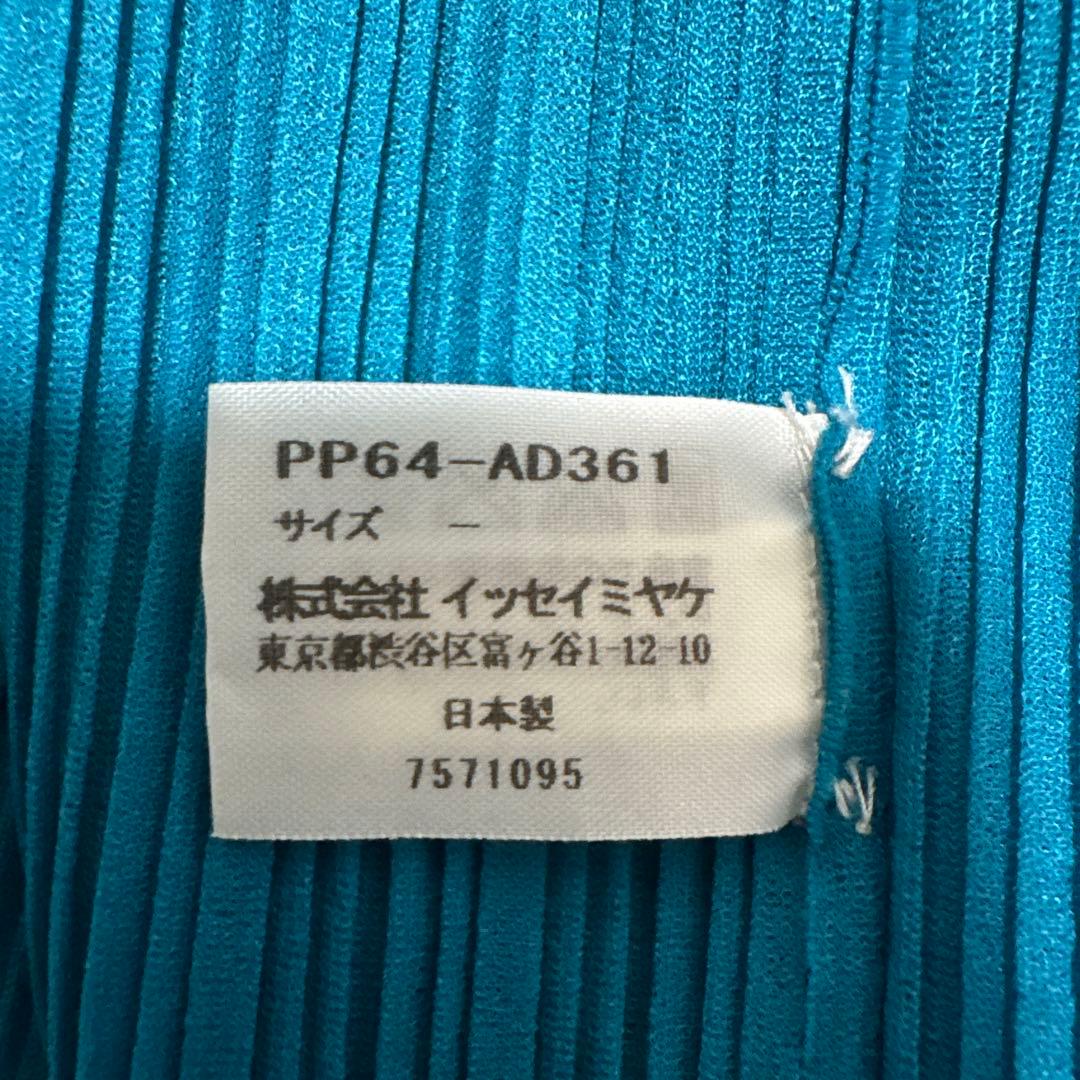 PP64-AD361
サイズ －
株式会社 イッセイミヤケ
東京都渋谷区富ヶ谷1-12-10
日本製
7571095